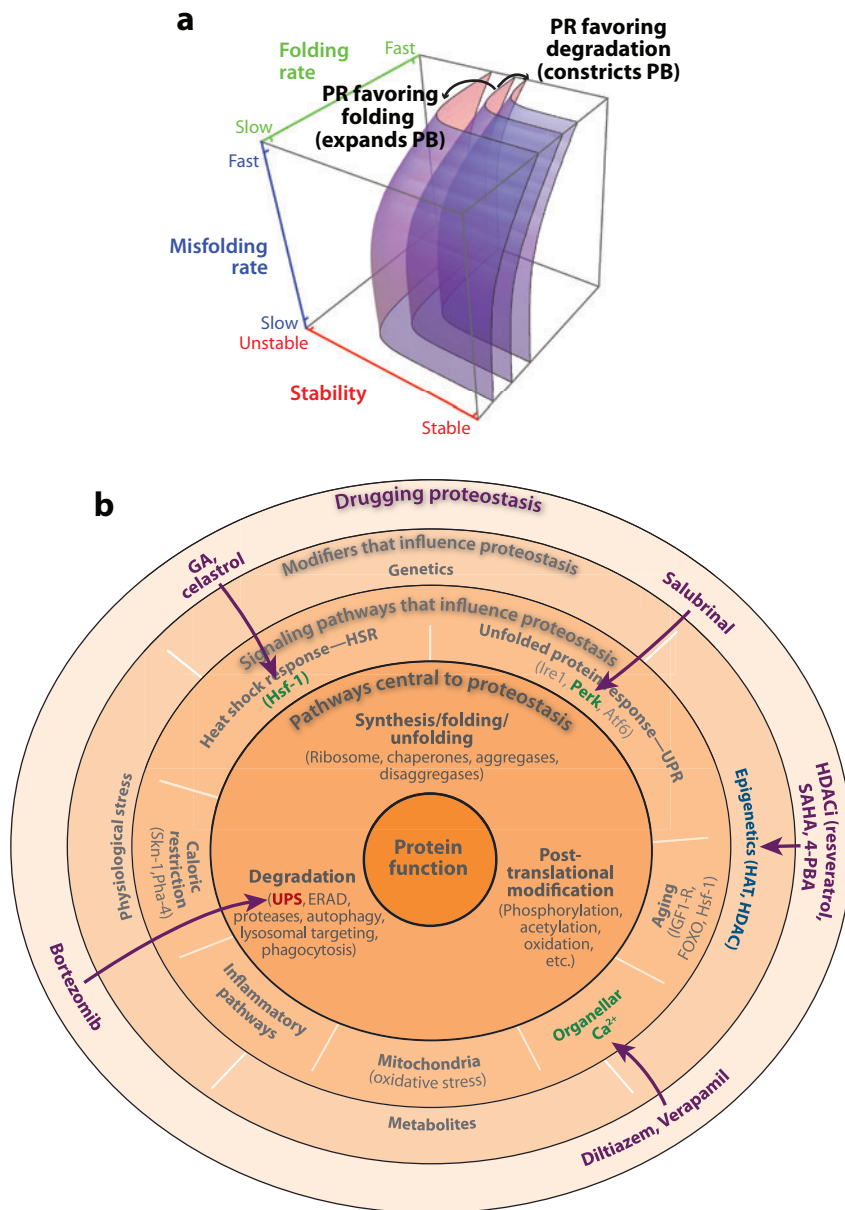 a
PR favoring
degradation
(constricts PB)
Folding
rate
Fast
PR favoring
folding
(expands PB)
Slow
Fast
Misfolding
rate
Slow
Unstable
Stability
Stable
b
Drugging proteostasis
Modifiers that influence proteostasis
Genetics
GA,
celastrol
Salubrinal
Signaling pathways that influence proteostasis
Heat shock response—HSR
(Hsf-1)
Unfolded protein response—UPR
(Ire1, Perk, Atf6)
Pathways central to proteostasis
Synthesis/folding/
unfolding
(Ribosome, chaperones, aggregases,
disaggregases)
Physiological stress
Caloric
restriction
(Skn-1,Pha-4)
Protein
function
Degradation
(UPS, ERAD,
proteases, autophagy,
lysosomal targeting,
phagocytosis)
Post-
translational
modification
(Phosphorylation,
acetylation,
oxidation,
etc.)
Aging
(IGF1-R,
FOXO, Hsf-1)
Epigenetics (HAT, HDAC)
HDACi (resveratrol,
SAHA, 4-PBA
Bortezomib
Inflammatory
pathways
Mitochondria
(oxidative stress)
Organellar
Ca²⁺
Metabolites
Diltiazem, Verapamil